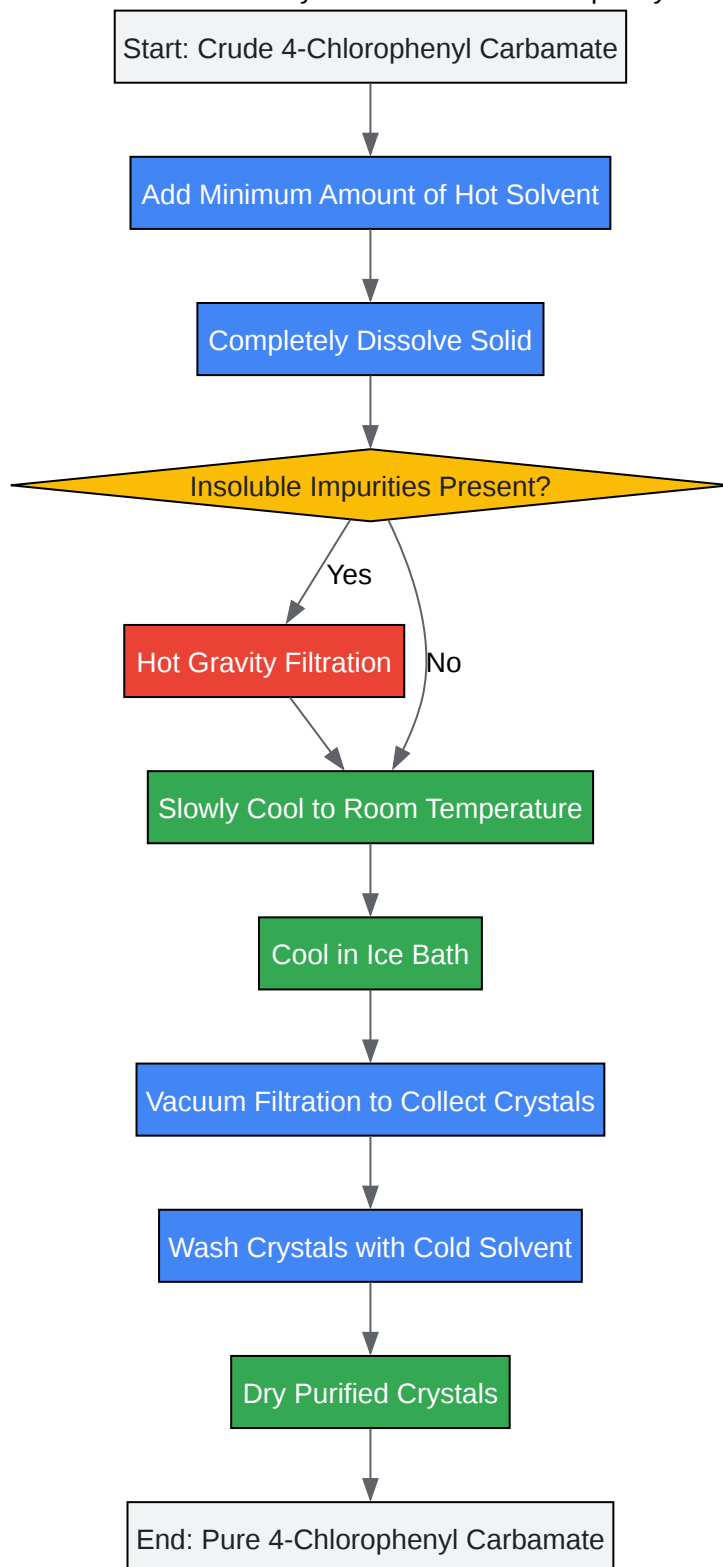 Start: Crude 4-Chlorophenyl Carbamate
Add Minimum Amount of Hot Solvent
Completely Dissolve Solid
Insoluble Impurities Present?
Yes
Hot Gravity Filtration
No
Slowly Cool to Room Temperature
Cool in Ice Bath
Vacuum Filtration to Collect Crystals
Wash Crystals with Cold Solvent
Dry Purified Crystals
End: Pure 4-Chlorophenyl Carbamate